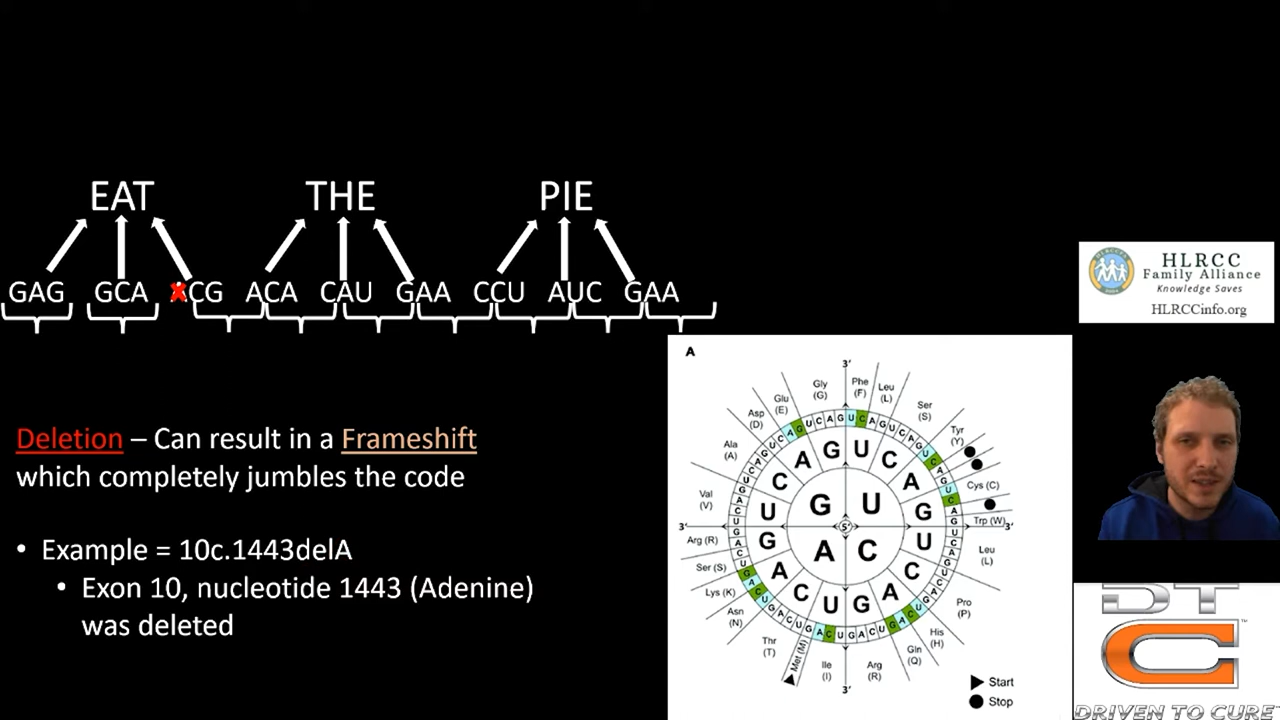 EAT THE PIE
GAG GCA ACG ACA CAU GAA CCU AUC GAA
Deletion – Can result in a Frameshift
which completely jumbles the code
• Example = 10c.1443delA
• Exon 10, nucleotide 1443 (Adenine)
was deleted
HLRCC
Family Alliance
Knowledge Saves
HLRCCinfo.org
A
3'
Gly
(G)
Phe
(F)
Leu
(L)
Glu
(E)
Ser
(S)
Asp
(D)
Tyr
(Y)
Ala
(A)
Cys (C)
Val
(V)
Trp (W)
3'
3'
5'
G U
A C
Arg (R)
Leu
(L)
Ser (S)
Lys (K)
Pro
(P)
Asn
(N)
His
(H)
Thr
(T)
Gln
(Q)
Met (M)
Ile
(I)
Arg
(R)
3'
Start
Stop
DTC
DRIVEN TO CURE